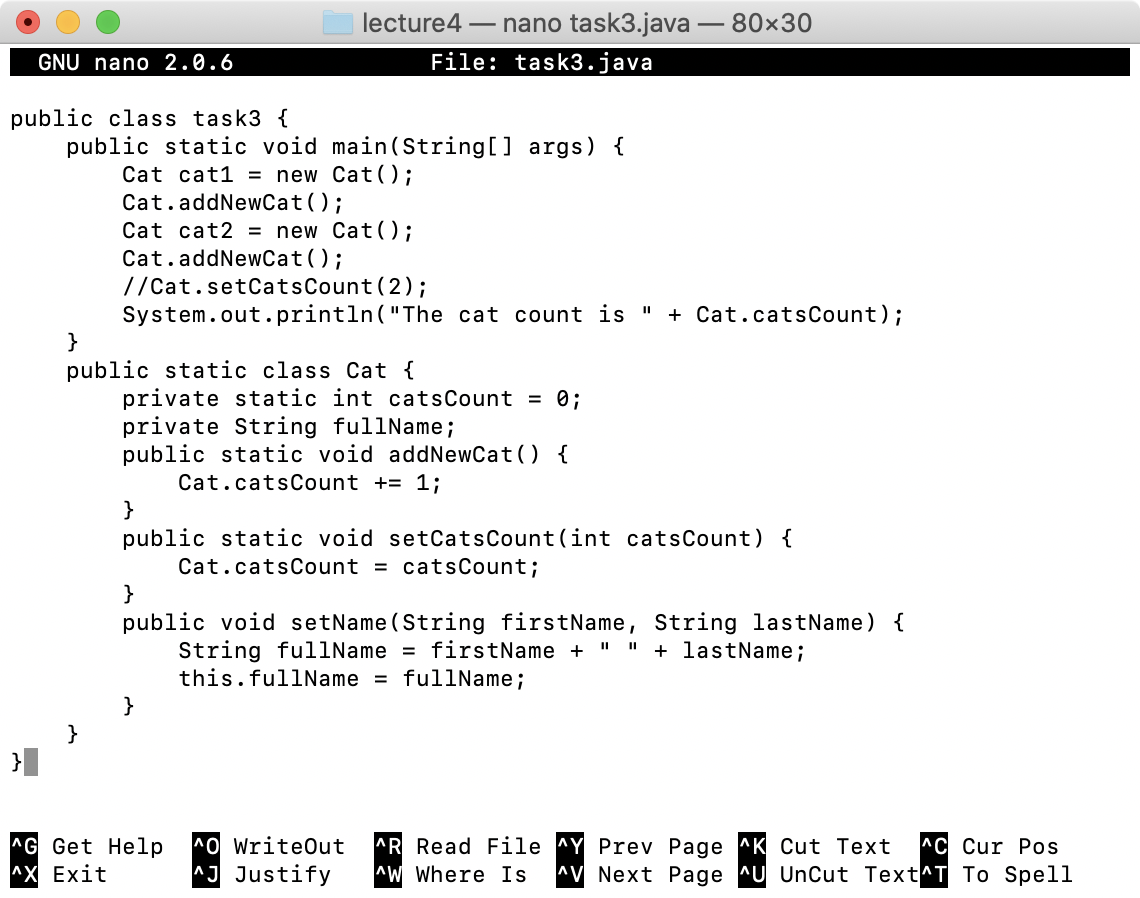 lecture4 — nano task3.java — 80×30
GNU nano 2.0.6 File: task3.java
public class task3 {
    public static void main(String[] args) {
        Cat cat1 = new Cat();
        Cat.addNewCat();
        Cat cat2 = new Cat();
        Cat.addNewCat();
        //Cat.setCatsCount(2);
        System.out.println("The cat count is " + Cat.catsCount);
    }
    public static class Cat {
        private static int catsCount = 0;
        private String fullName;
        public static void addNewCat() {
            Cat.catsCount += 1;
        }
        public static void setCatsCount(int catsCount) {
            Cat.catsCount = catsCount;
        }
        public void setName(String firstName, String lastName) {
            String fullName = firstName + " " + lastName;
            this.fullName = fullName;
        }
    }
}
^G Get Help ^O WriteOut ^R Read File ^Y Prev Page ^K Cut Text ^C Cur Pos
^X Exit ^J Justify ^W Where Is ^V Next Page ^U UnCut Text ^T To Spell